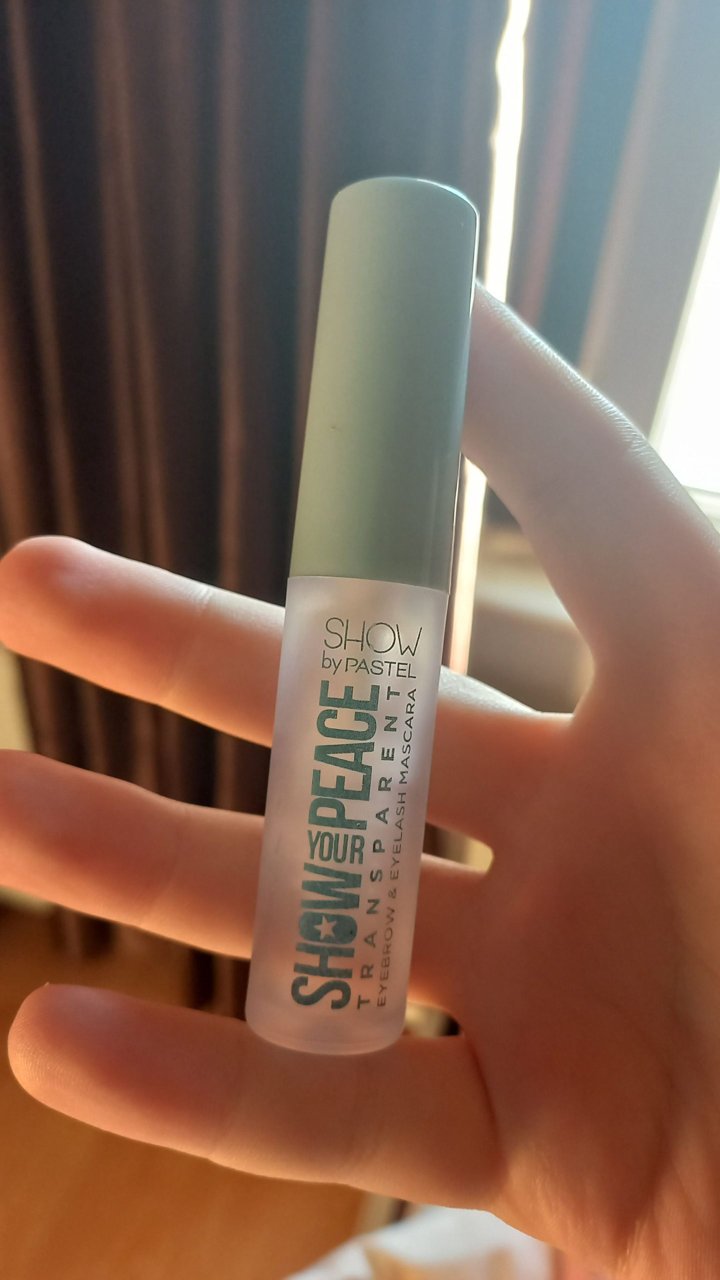 SHOW
by PASTEL
SHOW YOUR PEACE
TRANSPARENT
EYEBROW & EYELASH MASCARA